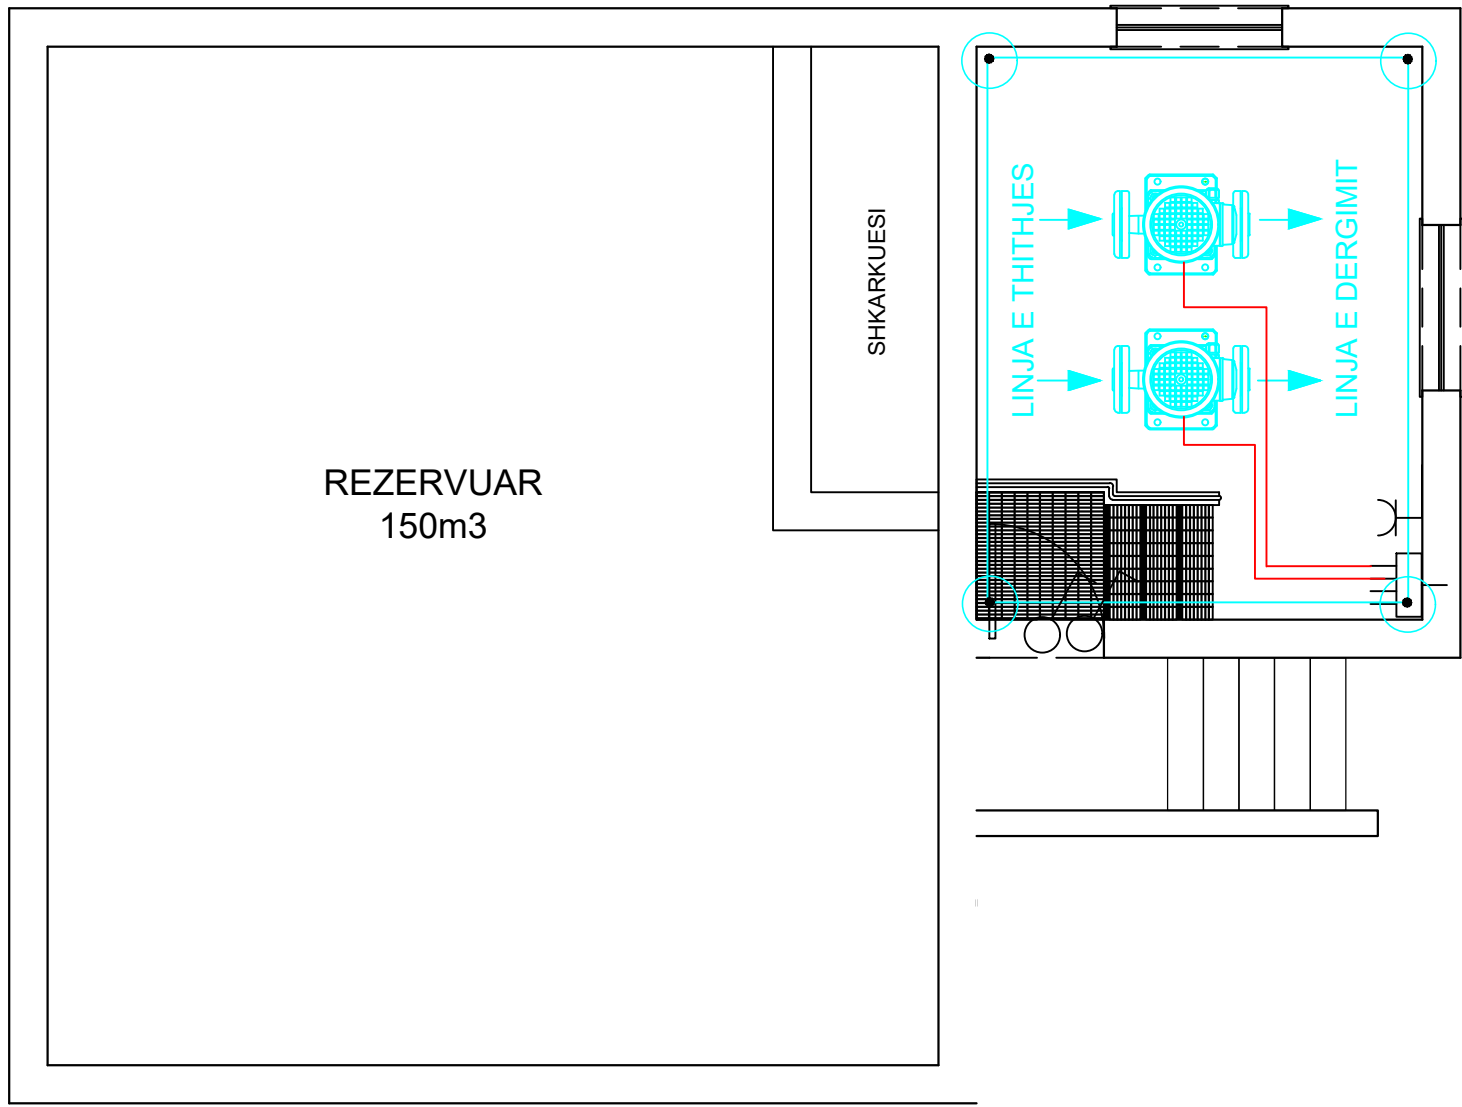 REZERVUAR
150m3
SHKARKUESI
LINJA E THITHJES
LINJA E DERGIMIT